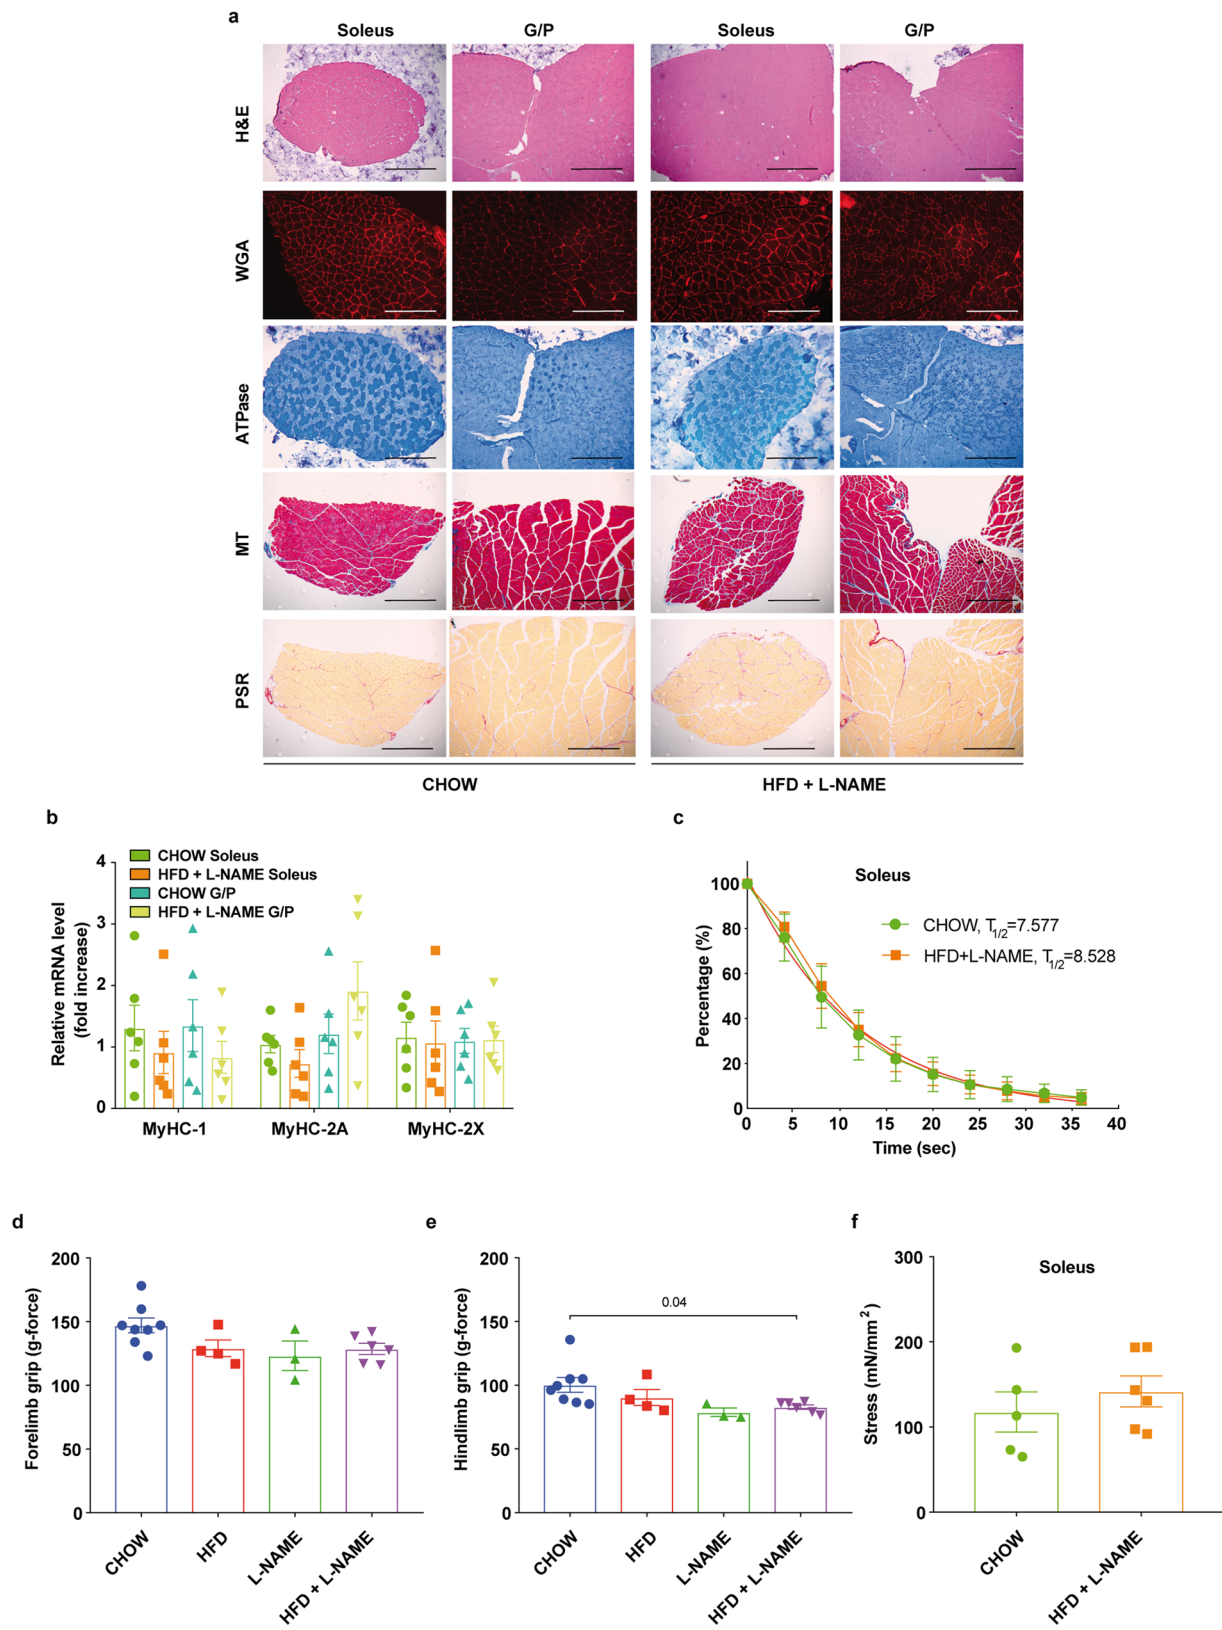 a
Soleus G/P Soleus G/P
H&E
WGA
ATPase
MT
PSR
CHOW HFD + L-NAME
b
CHOW Soleus
HFD + L-NAME Soleus
CHOW G/P
HFD + L-NAME G/P
Relative mRNA level
(fold increase)
4
3
2
1
0
MyHC-1 MyHC-2A MyHC-2X
c
Soleus
CHOW, T1/2=7.577
HFD+L-NAME, T1/2=8.528
Percentage (%)
100
80
60
40
20
0
0 5 10 15 20 25 30 35 40
Time (sec)
d
Forelimb grip (g-force)
200
150
100
50
0
CHOW
HFD
L-NAME
HFD + L-NAME
e
Hindlimb grip (g-force)
200
150
100
50
0
0.04
CHOW
HFD
L-NAME
HFD + L-NAME
f
Soleus
Stress (mN/mm2)
300
200
100
0
CHOW
HFD + L-NAME